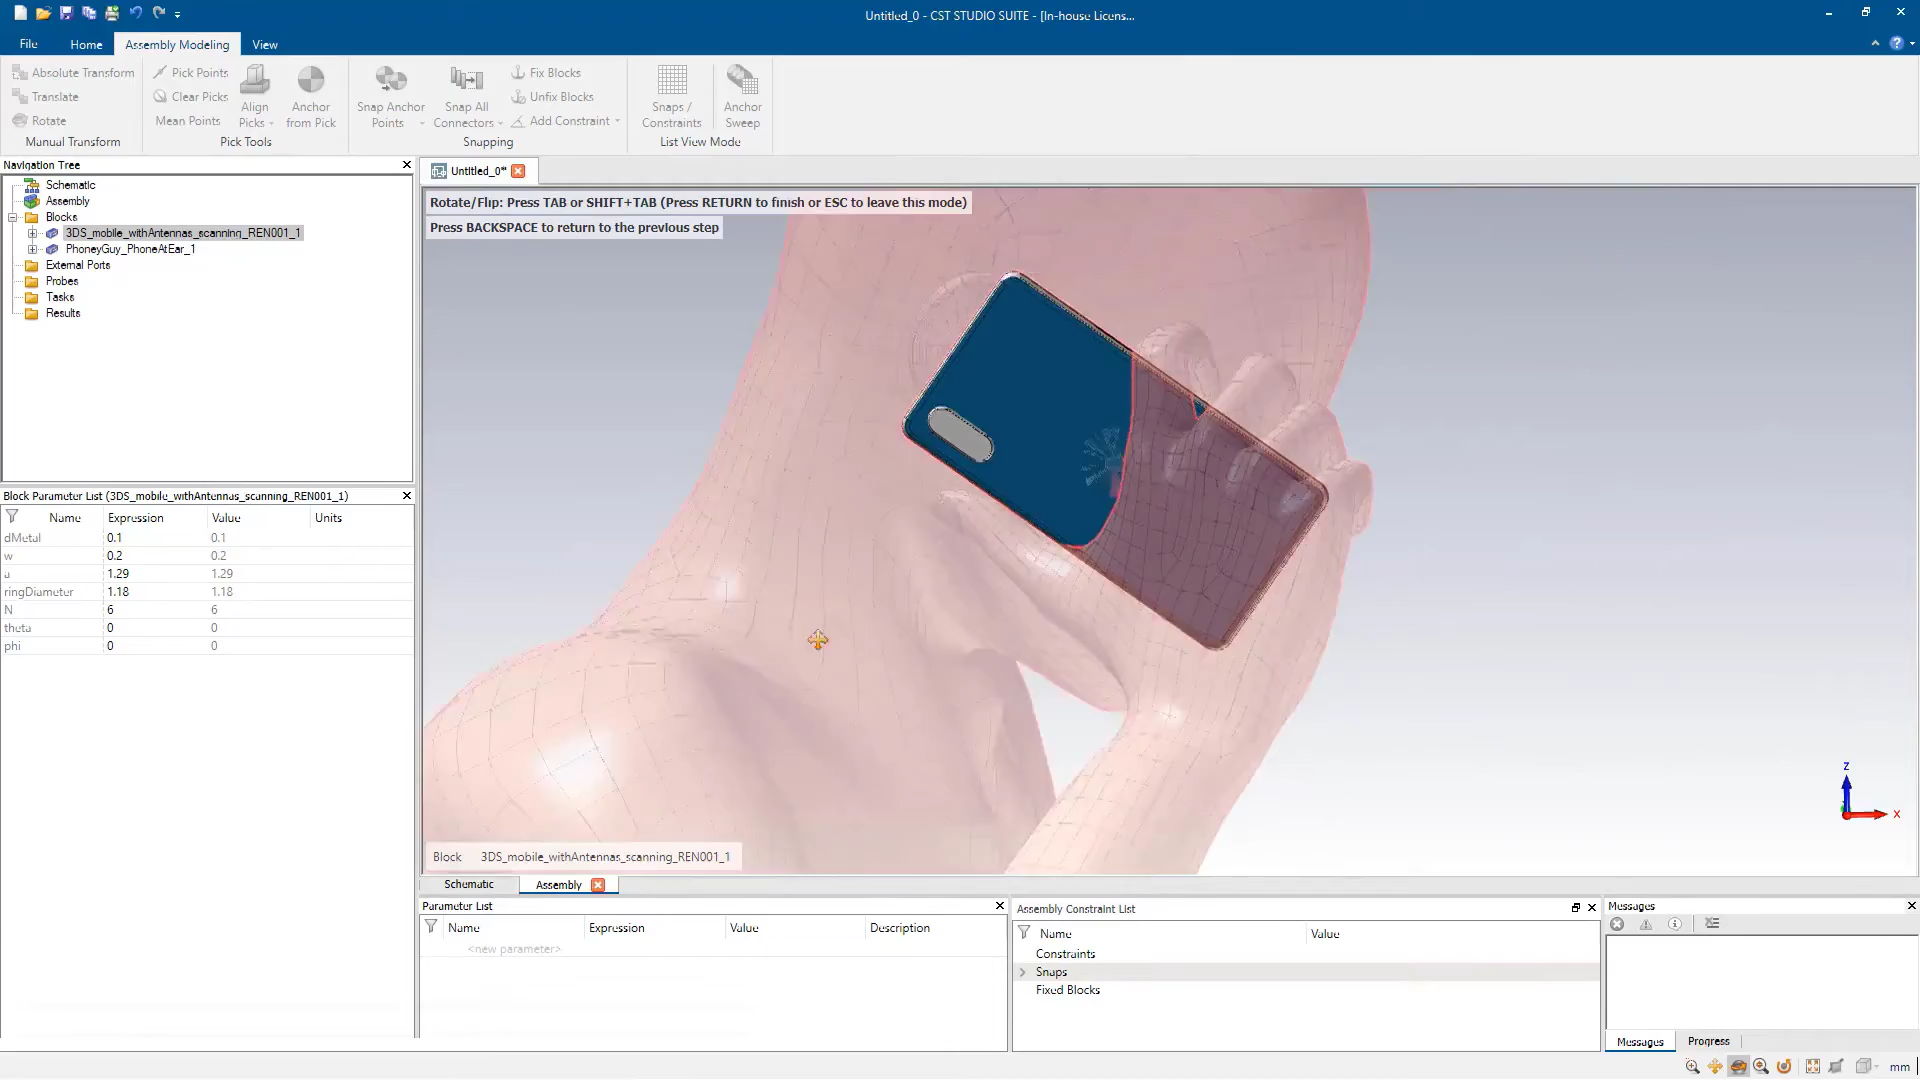 Untitled_0 - CST STUDIO SUITE - [In-house Licens...
File Home Assembly Modeling View
Absolute Transform
Translate
Rotate
Manual Transform
Pick Points
Clear Picks
Mean Points
Align Picks
Anchor from Pick
Pick Tools
Snap Anchor Points
Snap All Connectors
Fix Blocks
Unfix Blocks
Add Constraint
Snapping
Snaps / Constraints
Anchor Sweep
List View Mode
Navigation Tree
Schematic
Assembly
Blocks
3DS_mobile_withAntennas_scanning_REN001_1
PhoneyGuy_PhoneAtEar_1
External Ports
Probes
Tasks
Results
Block Parameter List (3DS_mobile_withAntennas_scanning_REN001_1)
Name Expression Value Units
dMetal 0.1 0.1
w 0.2 0.2
a 1.29 1.29
ringDiameter 1.18 1.18
N 6 6
theta 0 0
phi 0 0
Untitled_0*
Rotate/Flip: Press TAB or SHIFT+TAB (Press RETURN to finish or ESC to leave this mode)
Press BACKSPACE to return to the previous step
z
x
Block 3DS_mobile_withAntennas_scanning_REN001_1
Schematic Assembly
Parameter List
Name Expression Value Description
<new parameter>
Assembly Constraint List
Name Value
Constraints
Snaps
Fixed Blocks
Messages
Messages Progress
mm